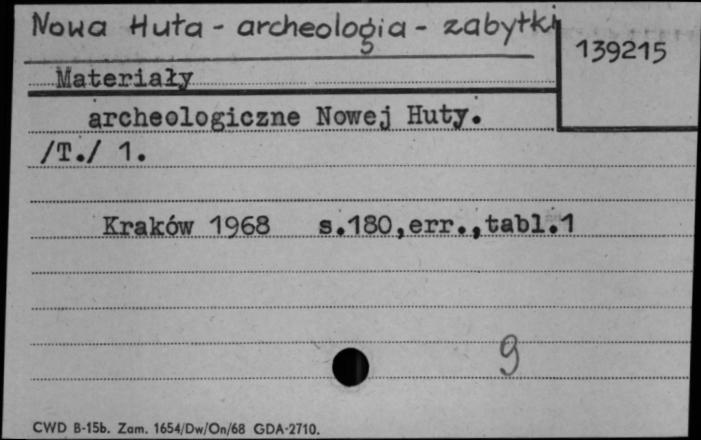 Nowa Huta - archeologia - zabytki
139215
Materiały
archeologiczne Nowej Huty.
/T./ 1.
Kraków 1968 s.180,err.,tabl.1
9
CWD B-15b. Zam. 1654/Dw/On/68 GDA-2710.